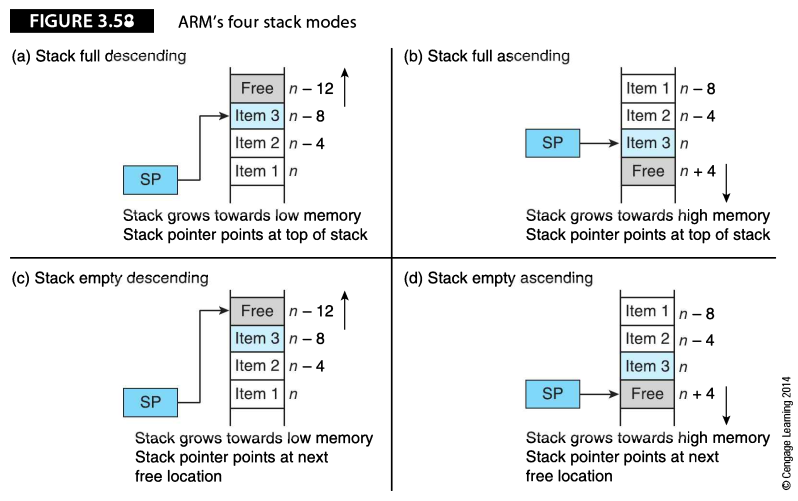 FIGURE 3.58 ARM's four stack modes
(a) Stack full descending
Free n – 12
Item 3 n – 8
Item 2 n – 4
Item 1 n
SP
Stack grows towards low memory
Stack pointer points at top of stack
(b) Stack full ascending
Item 1 n – 8
Item 2 n – 4
Item 3 n
Free n + 4
SP
Stack grows towards high memory
Stack pointer points at top of stack
(c) Stack empty descending
Free n – 12
Item 3 n – 8
Item 2 n – 4
Item 1 n
SP
Stack grows towards low memory
Stack pointer points at next
free location
(d) Stack empty ascending
Item 1 n – 8
Item 2 n – 4
Item 3 n
Free n + 4
SP
Stack grows towards high memory
Stack pointer points at next
free location
© Cengage Learning 2014